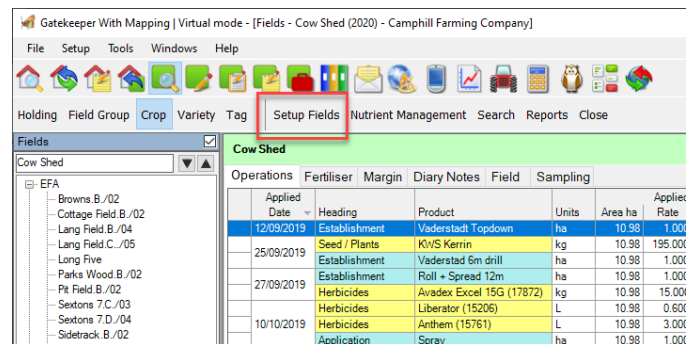 Gatekeeper With Mapping | Virtual mode - [Fields - Cow Shed (2020) - Camphill Farming Company]
File Setup Tools Windows Help
Holding Field Group Crop Variety Tag Setup Fields Nutrient Management Search Reports Close
Fields
Cow Shed
EFA
Browns.B./02
Cottage Field.B./02
Lang Field.B./04
Lang Field.C../05
Long Five
Parks Wood.B./02
Pit Field.B./02
Sextons 7.C./03
Sextons 7.D./04
Sidetrack.B./02
Cow Shed
Operations Fertiliser Margin Diary Notes Field Sampling
Applied Date Heading Product Units Area ha Applied Rate
12/09/2019 Establishment Vaderstadt Topdown ha 10.98 1.000
25/09/2019 Seed / Plants KWS Kerrin kg 10.98 195.000
Establishment Vaderstad 6m drill ha 10.98 1.000
27/09/2019 Establishment Roll + Spread 12m ha 10.98 1.000
Herbicides Avadex Excel 15G (17872) kg 10.98 15.000
10/10/2019 Herbicides Liberator (15206) L 10.98 0.600
Herbicides Anthem (15761) L 10.98 3.000
Application Spray ha 10.98 1.000